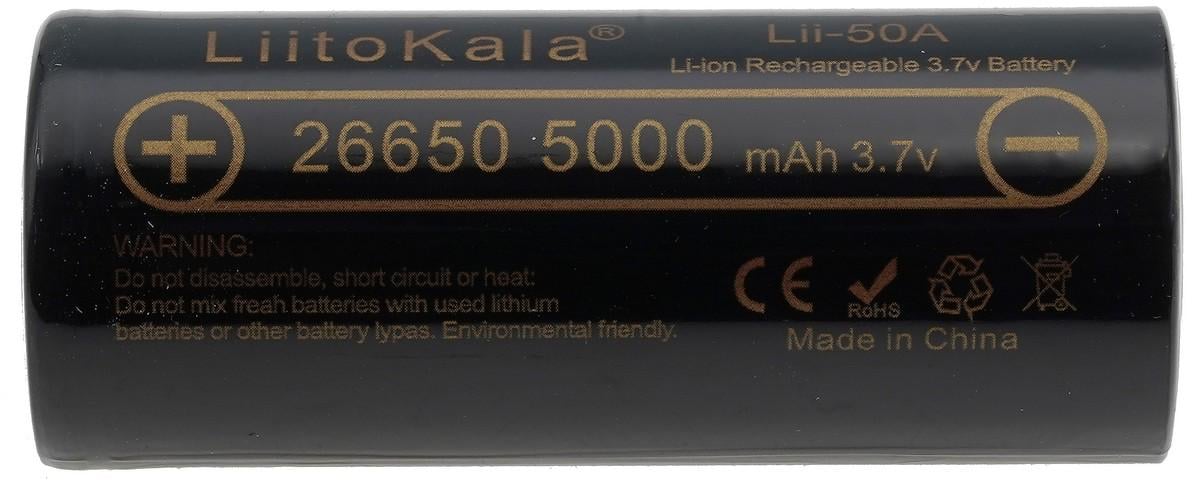 LiitoKala®
Lii-50A
Li-ion Rechargeable 3.7v Battery
+ 26650 5000 mAh 3.7v −
WARNING:
Do not disassemble, short circuit or heat:
Do not mix freah batteries with used lithium
batteries or other battery lypas. Environmental friendly.
CE
RoHS
Made in China